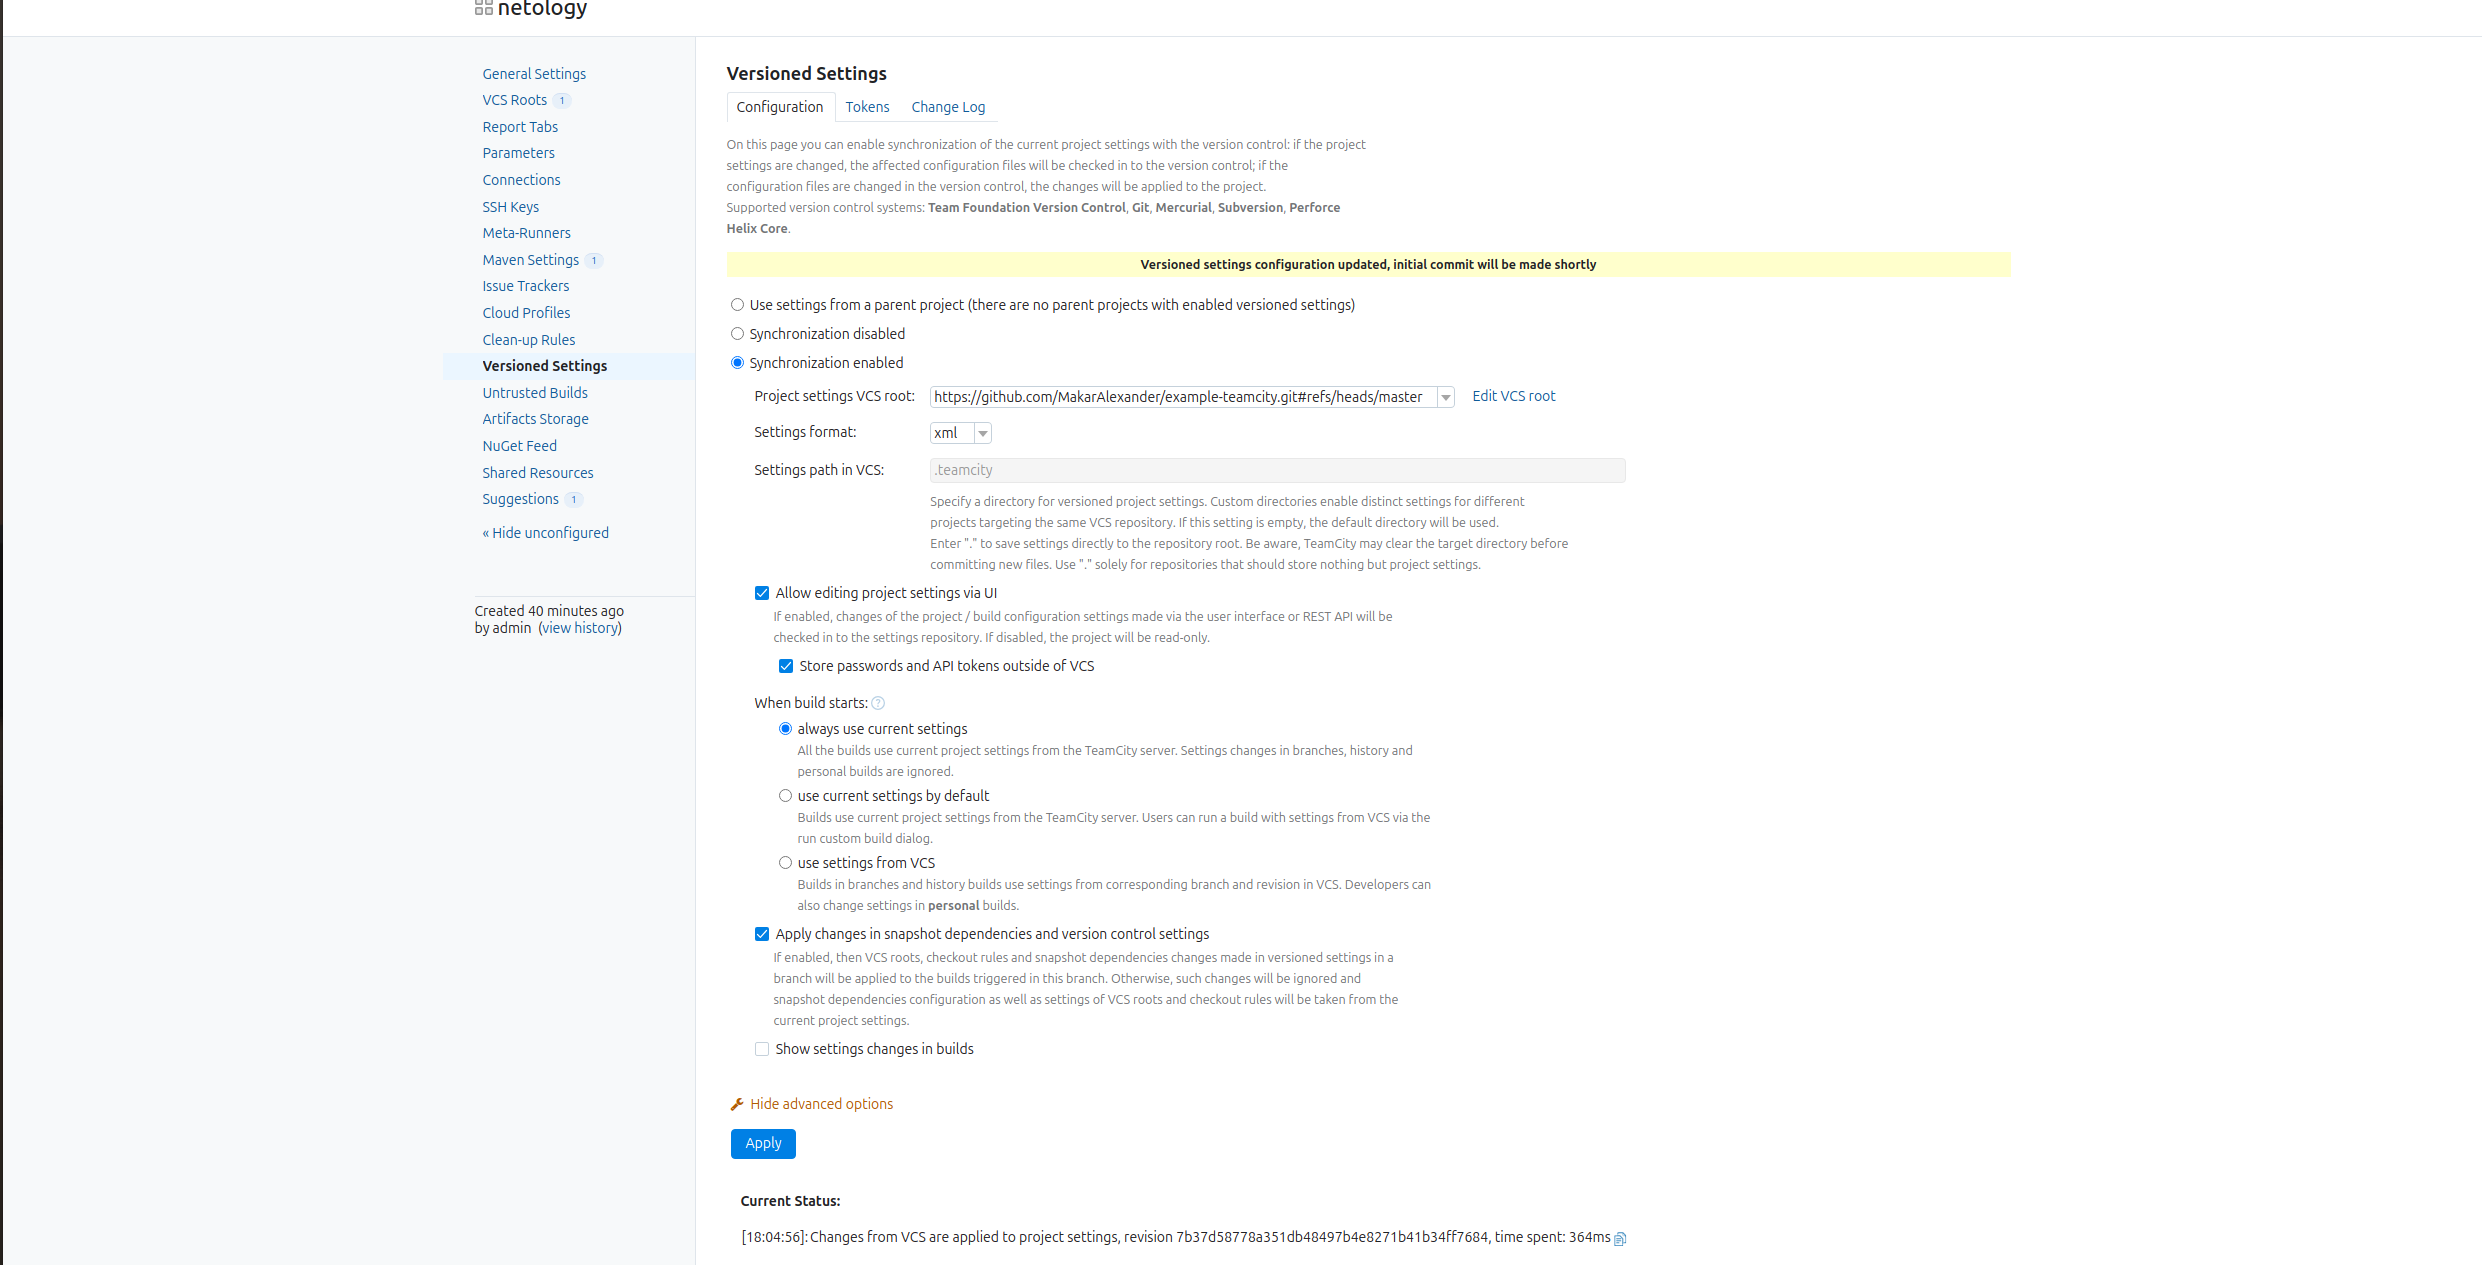 netology
General Settings
VCS Roots 1
Report Tabs
Parameters
Connections
SSH Keys
Meta-Runners
Maven Settings 1
Issue Trackers
Cloud Profiles
Clean-up Rules
Versioned Settings
Untrusted Builds
Artifacts Storage
NuGet Feed
Shared Resources
Suggestions 1
« Hide unconfigured
Created 40 minutes ago
by admin (view history)
Versioned Settings
Configuration Tokens Change Log
On this page you can enable synchronization of the current project settings with the version control: if the project
settings are changed, the affected configuration files will be checked in to the version control; if the
configuration files are changed in the version control, the changes will be applied to the project.
Supported version control systems: Team Foundation Version Control, Git, Mercurial, Subversion, Perforce
Helix Core.
Versioned settings configuration updated, initial commit will be made shortly
Use settings from a parent project (there are no parent projects with enabled versioned settings)
Synchronization disabled
Synchronization enabled
Project settings VCS root: https://github.com/MakarAlexander/example-teamcity.git#refs/heads/master Edit VCS root
Settings format: xml
Settings path in VCS: .teamcity
Specify a directory for versioned project settings. Custom directories enable distinct settings for different
projects targeting the same VCS repository. If this setting is empty, the default directory will be used.
Enter "." to save settings directly to the repository root. Be aware, TeamCity may clear the target directory before
committing new files. Use "." solely for repositories that should store nothing but project settings.
Allow editing project settings via UI
If enabled, changes of the project / build configuration settings made via the user interface or REST API will be
checked in to the settings repository. If disabled, the project will be read-only.
Store passwords and API tokens outside of VCS
When build starts: ?
always use current settings
All the builds use current project settings from the TeamCity server. Settings changes in branches, history and
personal builds are ignored.
use current settings by default
Builds use current project settings from the TeamCity server. Users can run a build with settings from VCS via the
run custom build dialog.
use settings from VCS
Builds in branches and history builds use settings from corresponding branch and revision in VCS. Developers can
also change settings in personal builds.
Apply changes in snapshot dependencies and version control settings
If enabled, then VCS roots, checkout rules and snapshot dependencies changes made in versioned settings in a
branch will be applied to the builds triggered in this branch. Otherwise, such changes will be ignored and
snapshot dependencies configuration as well as settings of VCS roots and checkout rules will be taken from the
current project settings.
Show settings changes in builds
Hide advanced options
Apply
Current Status:
[18:04:56]: Changes from VCS are applied to project settings, revision 7b37d58778a351db48497b4e8271b41b34ff7684, time spent: 364ms